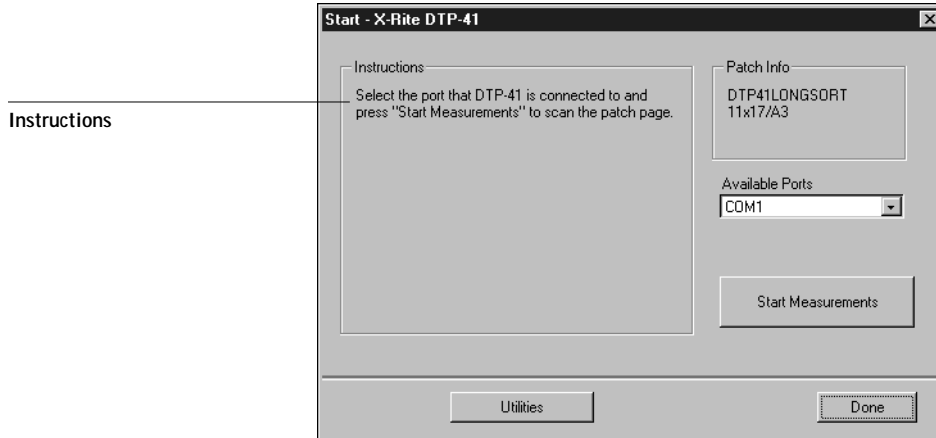 Start - X-Rite DTP-41
Instructions
Select the port that DTP-41 is connected to and
press "Start Measurements" to scan the patch page.
Patch Info
DTP41LONGSORT
11x17/A3
Instructions
Available Ports
COM1
Start Measurements
Utilities
Done